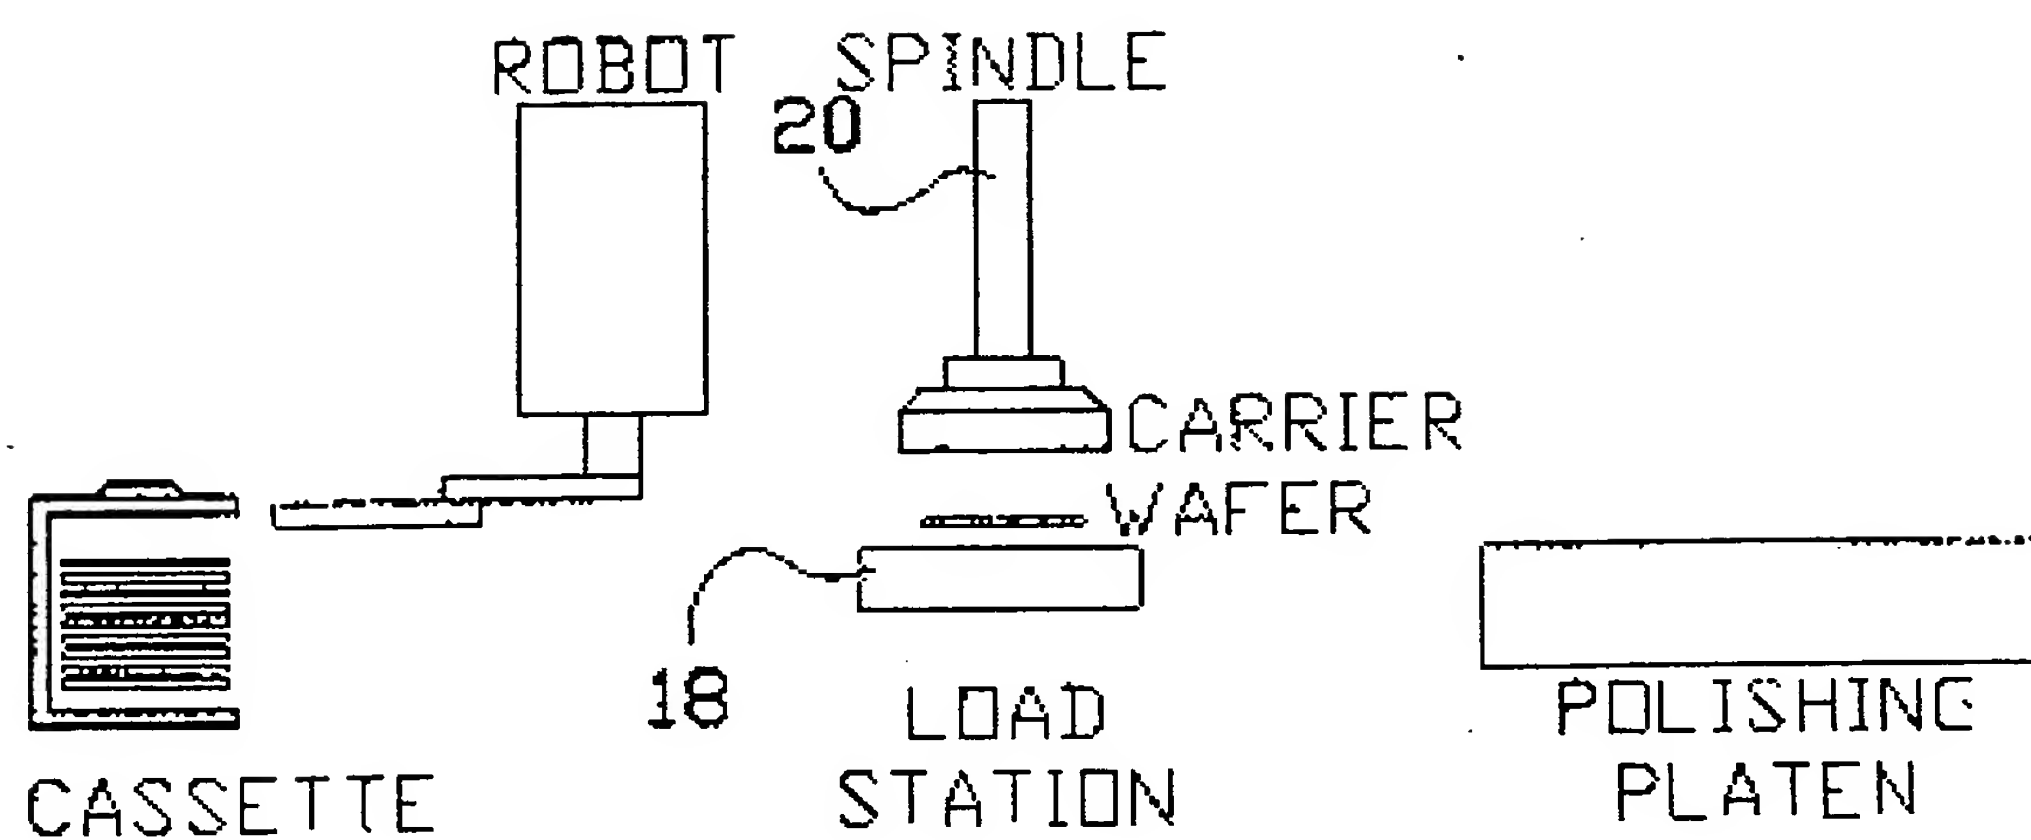 ROBOT
SPINDLE
20
CARRIER
WAFER
18
LOAD
STATION
POLISHING
PLATEN
CASSETTE